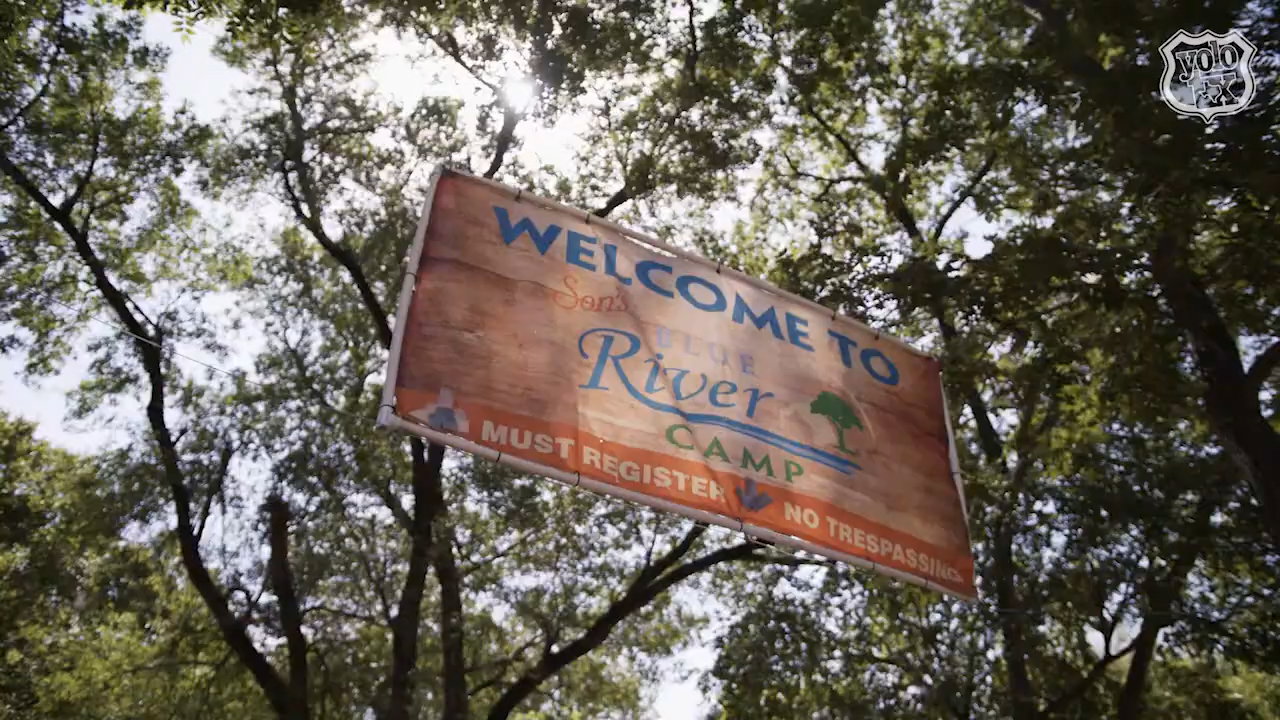 WELCOME TO
Son's
BLUE
River
CAMP
MUST REGISTER NO TRESPASSING
yolo
TX